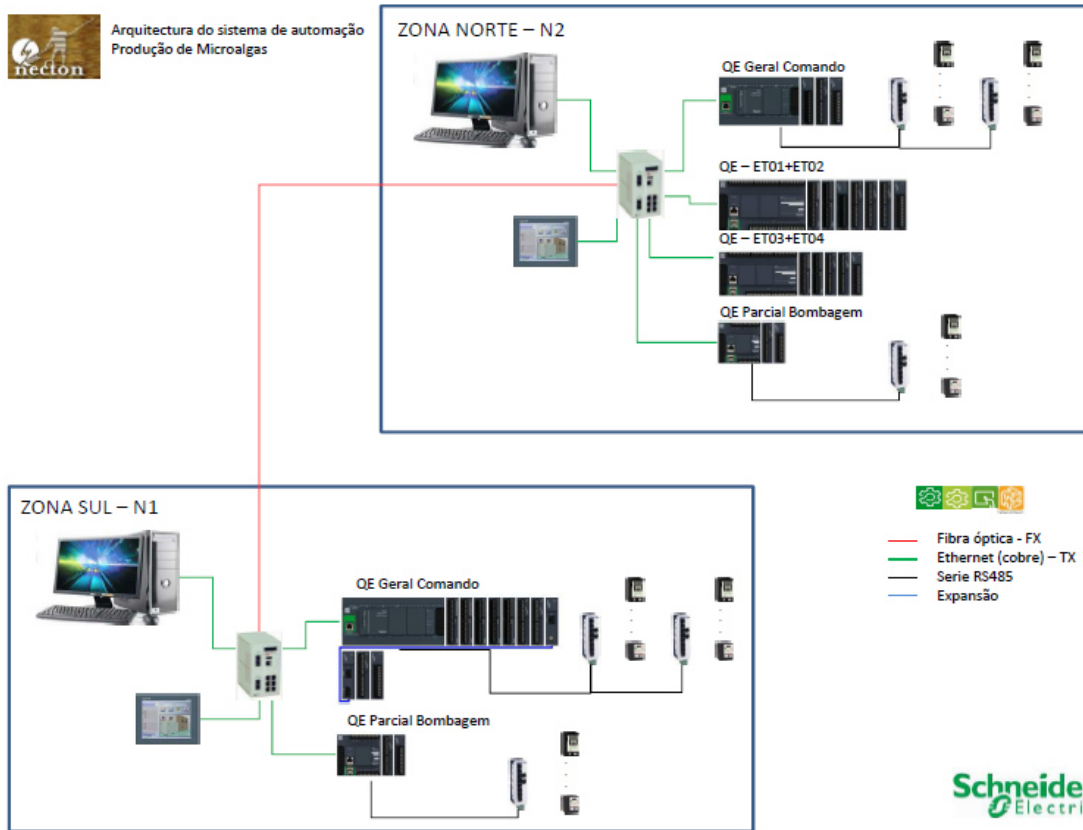 necton
Arquitectura do sistema de automação
Produção de Microalgas
ZONA NORTE – N2
QE Geral Comando
QE – ET01+ET02
QE – ET03+ET04
QE Parcial Bombagem
ZONA SUL – N1
QE Geral Comando
QE Parcial Bombagem
Fibra óptica - FX
Ethernet (cobre) – TX
Serie RS485
Expansão
Schneide
Electri